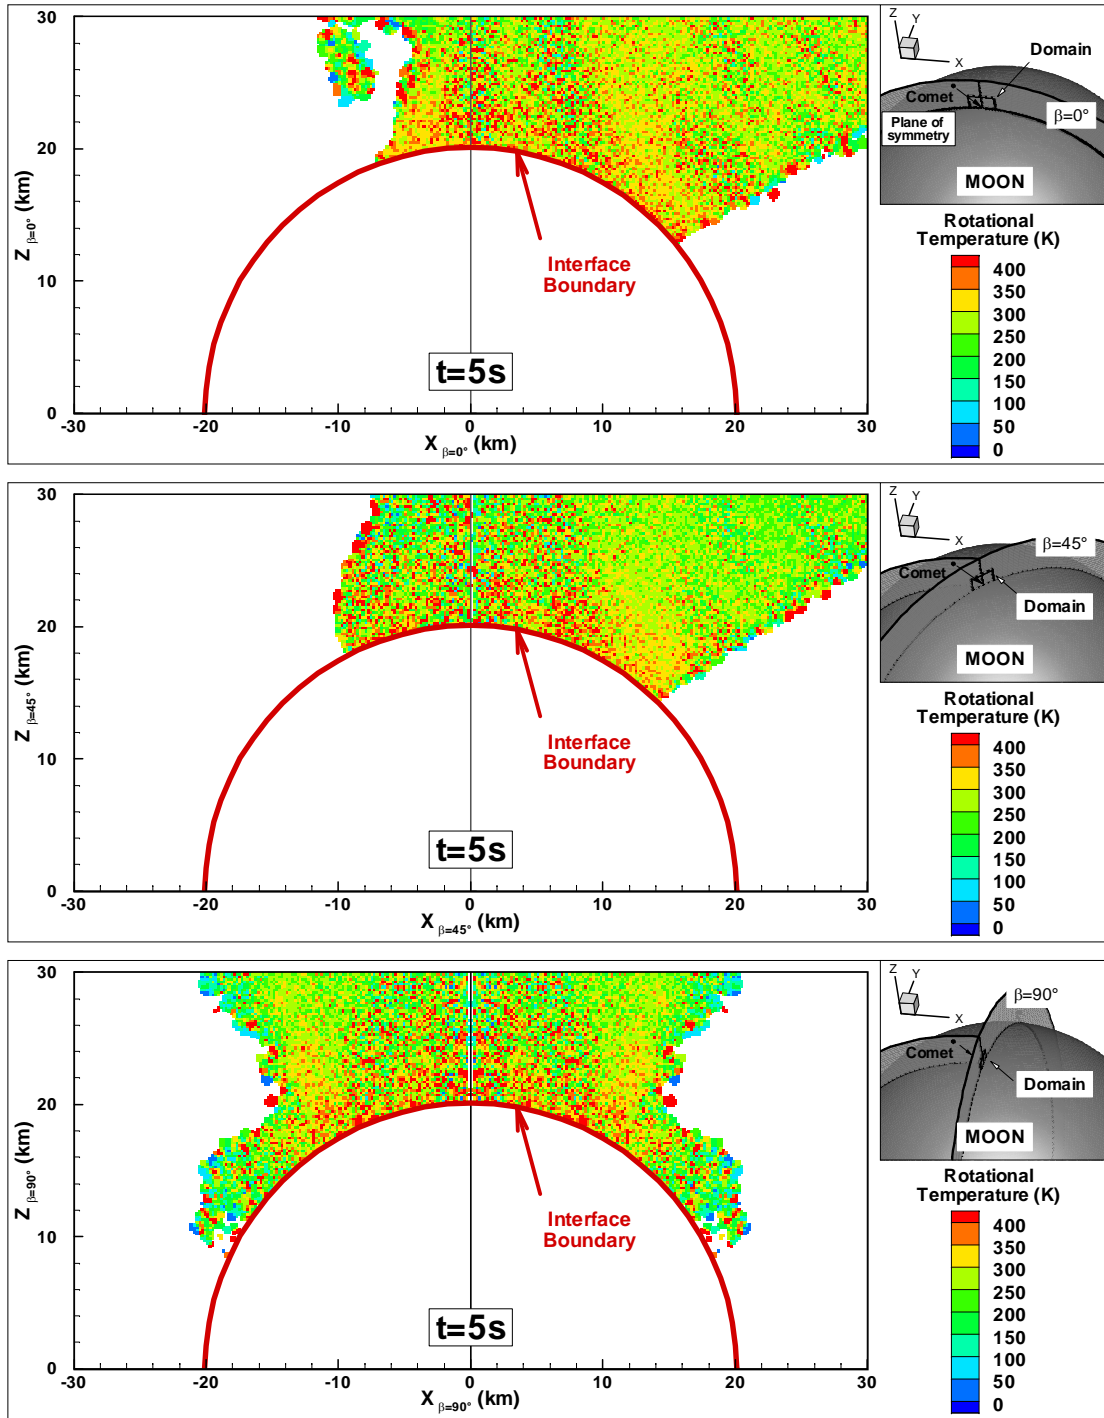 30
20
10
0
Z β=0° (km)
-30 -20 -10 0 10 20 30
X β=0° (km)
Interface
Boundary
t=5s
Z
Y
X
Domain
Comet
β=0°
Plane of
symmetry
MOON
Rotational
Temperature (K)
400
350
300
250
200
150
100
50
0
30
20
10
0
Z β=45° (km)
-30 -20 -10 0 10 20 30
X β=45° (km)
Interface
Boundary
t=5s
Z
Y
X
β=45°
Comet
Domain
MOON
Rotational
Temperature (K)
400
350
300
250
200
150
100
50
0
30
20
10
0
Z β=90° (km)
-30 -20 -10 0 10 20 30
X β=90° (km)
Interface
Boundary
t=5s
Z
Y
X
β=90°
Comet
Domain
MOON
Rotational
Temperature (K)
400
350
300
250
200
150
100
50
0